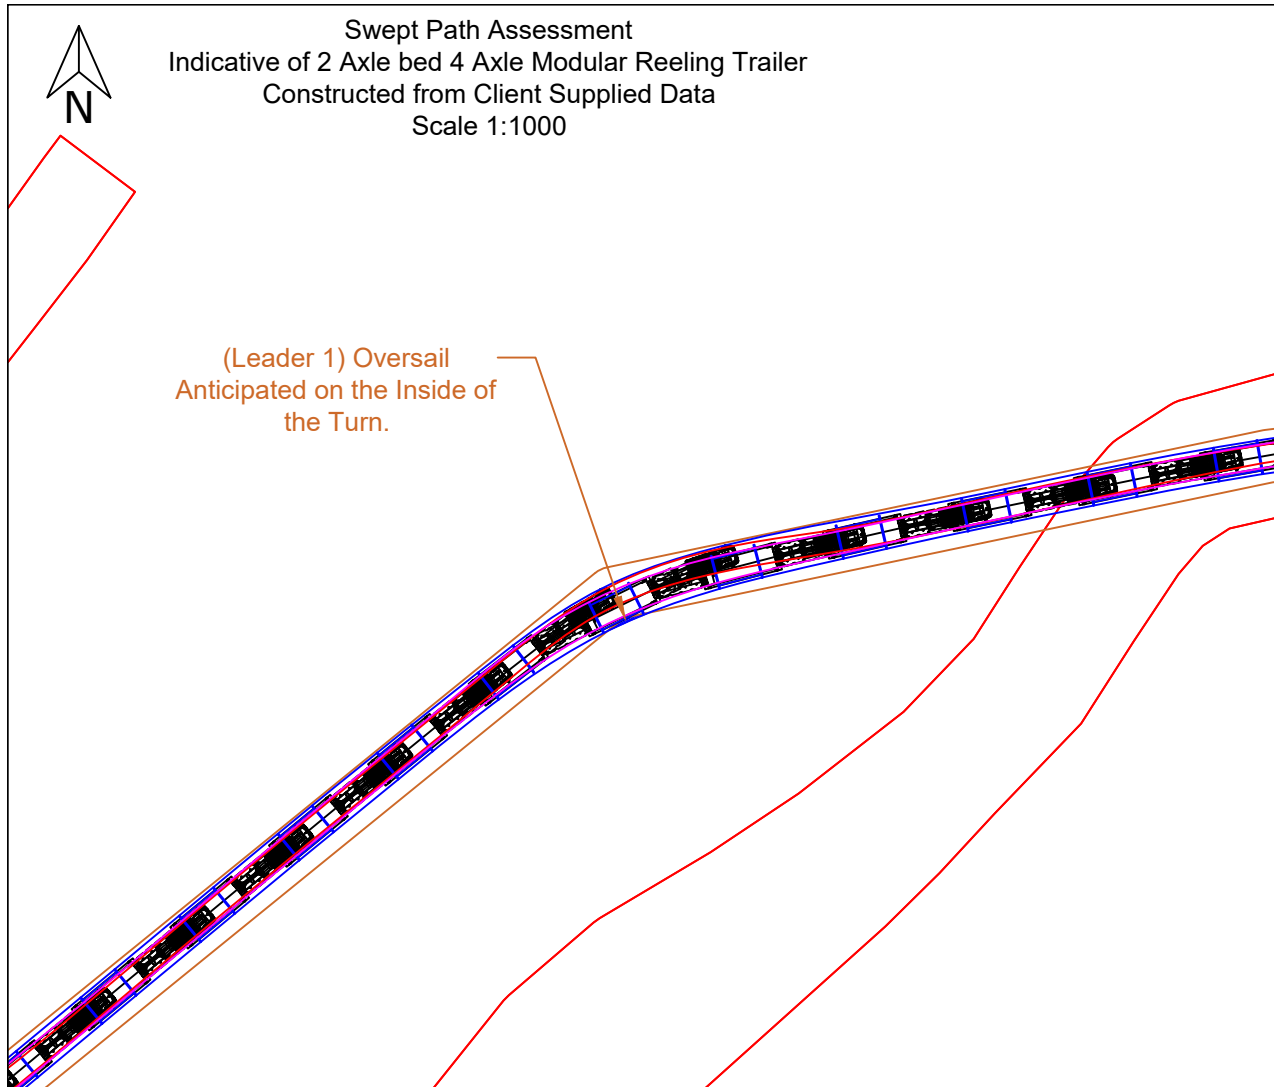 Swept Path Assessment
Indicative of 2 Axle bed 4 Axle Modular Reeling Trailer
Constructed from Client Supplied Data
Scale 1:1000
N
(Leader 1) Oversail
Anticipated on the Inside of
the Turn.